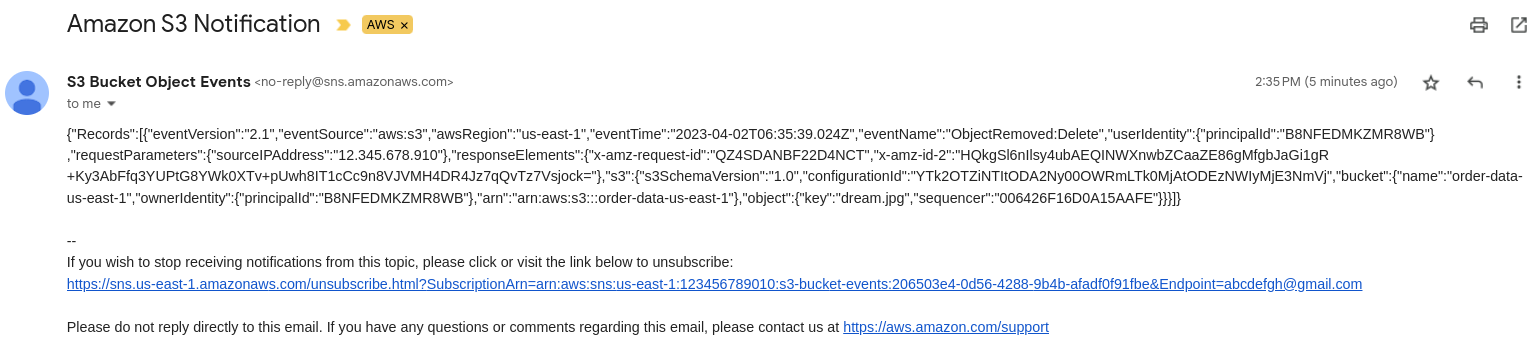 Amazon S3 Notification AWS ×
S3 Bucket Object Events <no-reply@sns.amazonaws.com> 2:35 PM (5 minutes ago)
to me
{"Records":[{"eventVersion":"2.1","eventSource":"aws:s3","awsRegion":"us-east-1","eventTime":"2023-04-02T06:35:39.024Z","eventName":"ObjectRemoved:Delete","userIdentity":{"principalId":"B8NFEDMKZMR8WB"}
,"requestParameters":{"sourceIPAddress":"12.345.678.910"},"responseElements":{"x-amz-request-id":"QZ4SDANBF22D4NCT","x-amz-id-2":"HQkgSl6nIlsy4ubAEQINWXnwbZCaaZE86gMfgbJaGi1gR
+Ky3AbFfq3YUPtG8YWk0XTv+pUwh8IT1cCc9n8VJVMH4DR4Jz7qQvTz7Vsjock="},"s3":{"s3SchemaVersion":"1.0","configurationId":"YTk2OTZiNTItODA2Ny00OWRmLTk0MjAtODEzNWIyMjE3NmVj","bucket":{"name":"order-data-
us-east-1","ownerIdentity":{"principalId":"B8NFEDMKZMR8WB"},"arn":"arn:aws:s3:::order-data-us-east-1"},"object":{"key":"dream.jpg","sequencer":"006426F16D0A15AAFE"}}}]}
--
If you wish to stop receiving notifications from this topic, please click or visit the link below to unsubscribe:
https://sns.us-east-1.amazonaws.com/unsubscribe.html?SubscriptionArn=arn:aws:sns:us-east-1:123456789010:s3-bucket-events:206503e4-0d56-4288-9b4b-afadf0f91fbe&Endpoint=abcdefgh@gmail.com
Please do not reply directly to this email. If you have any questions or comments regarding this email, please contact us at https://aws.amazon.com/support